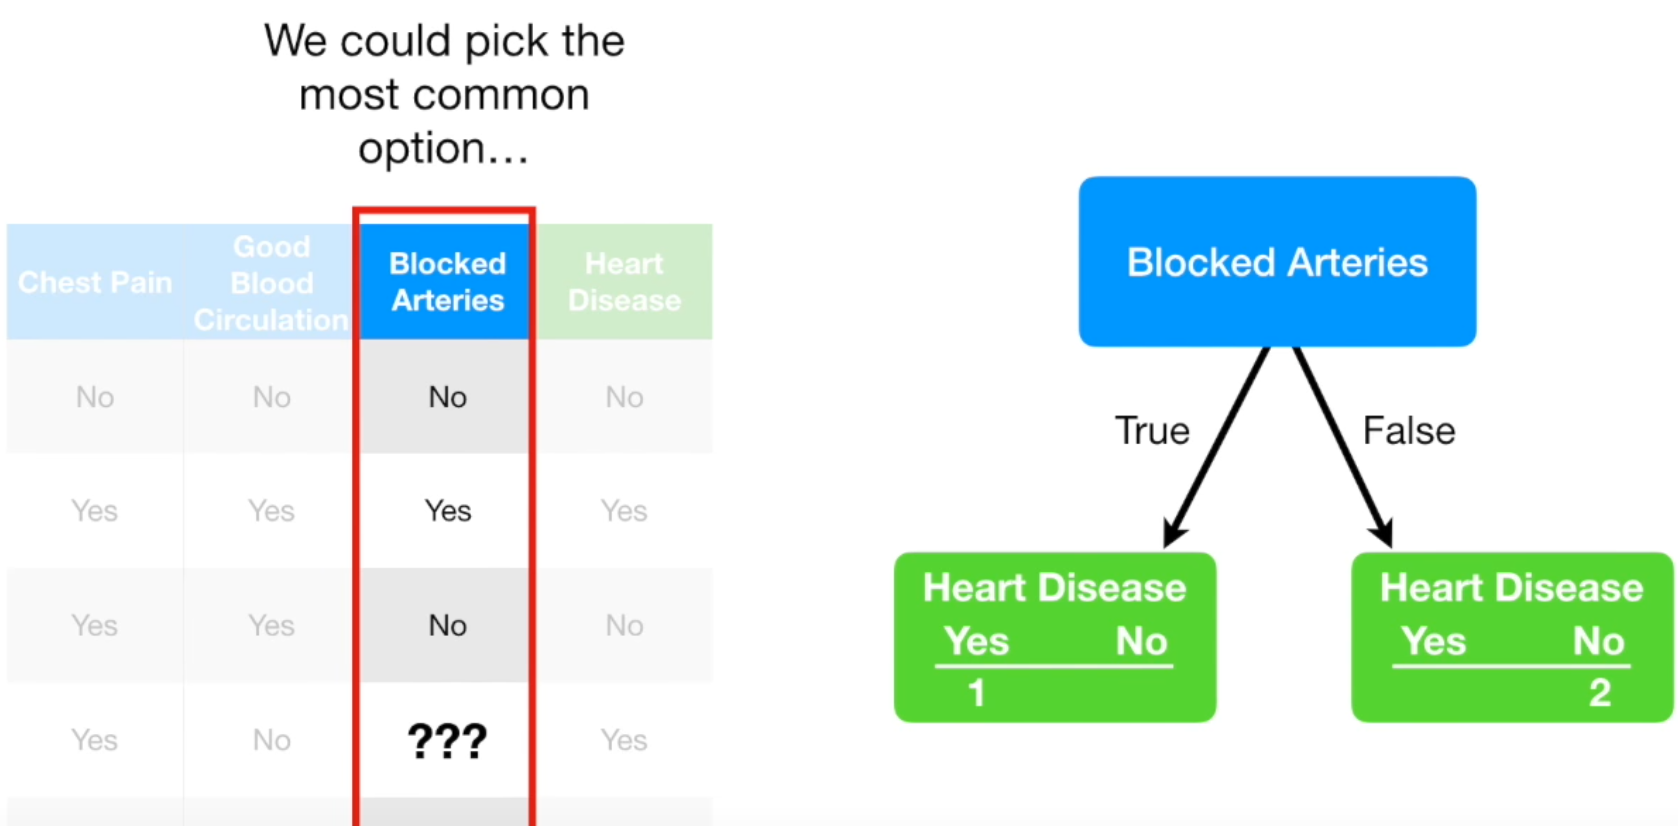 We could pick the
most common
option...
Chest Pain
Good
Blood
Circulation
Blocked
Arteries
Heart
Disease
No No No No
Yes Yes Yes Yes
Yes Yes No No
Yes No ??? Yes
Blocked Arteries
True False
Heart Disease
Yes No
1
Heart Disease
Yes No
2